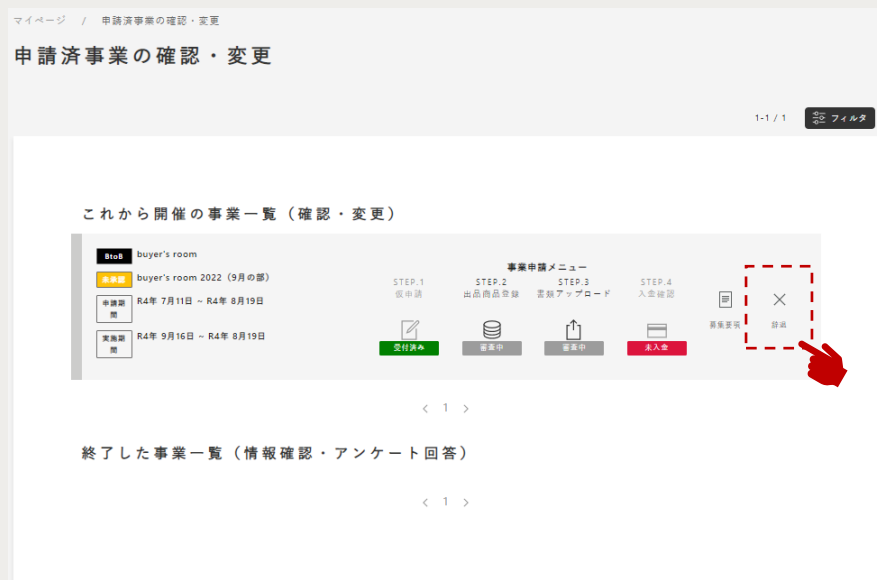 マイページ / 申請済事業の確認・変更
申請済事業の確認・変更
1-1 / 1 フィルタ
これから開催の事業一覧（確認・変更）
BtoB buyer's room
未承認 buyer's room 2022（9月の部）
申請期間 R4年 7月11日 ~ R4年 8月19日
実施期間 R4年 9月16日 ~ R4年 8月19日
事業申請メニュー
STEP.1 STEP.2 STEP.3 STEP.4
仮申請 出品商品登録 書類アップロード 入金確認
受付済み 審査中 審査中 未入金
募集要項 辞退
< 1 >
終了した事業一覧（情報確認・アンケート回答）
< 1 >